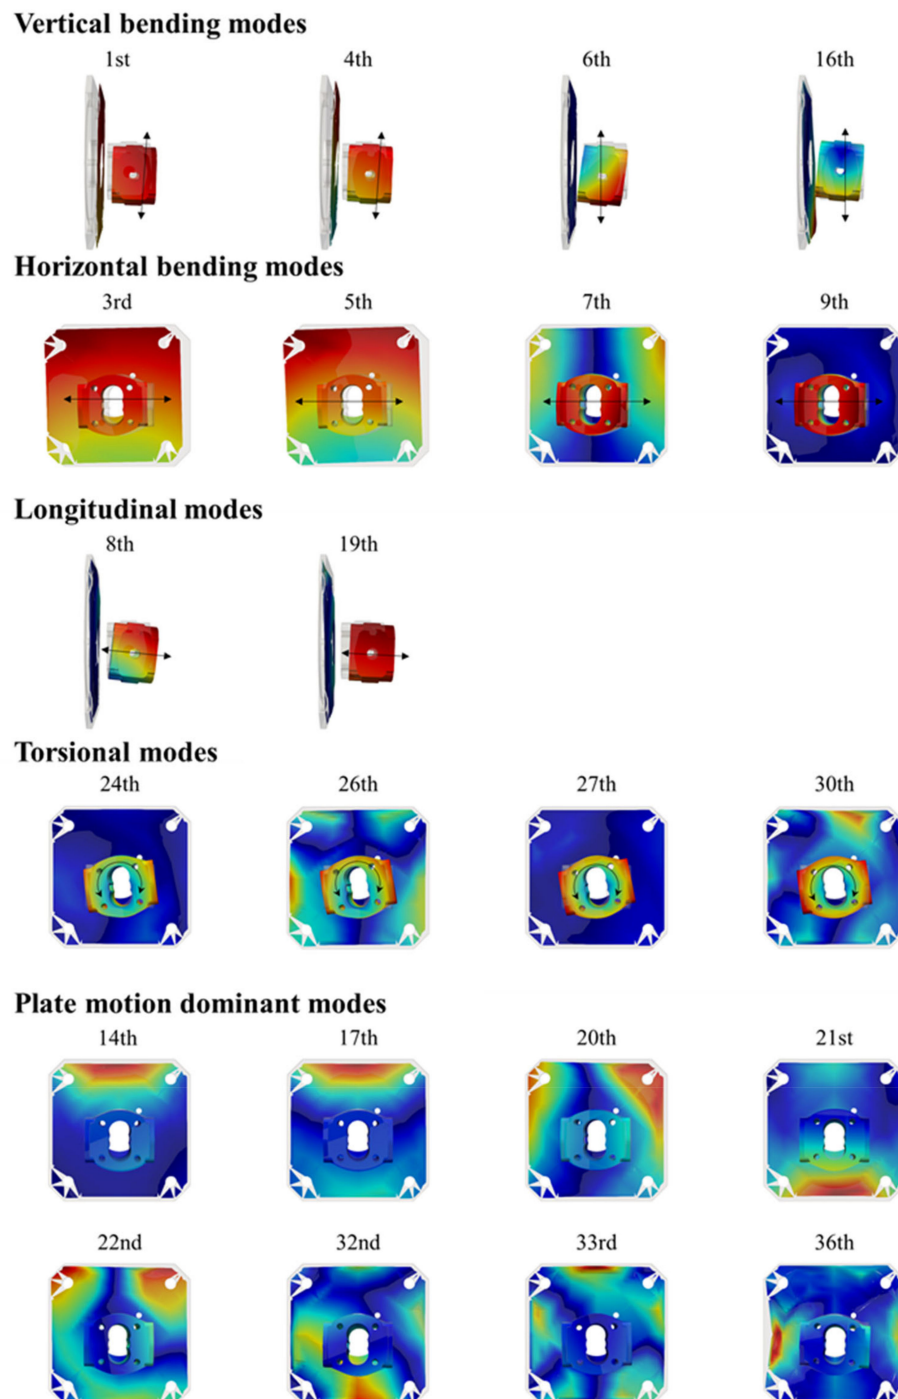 Vertical bending modes
1st 4th 6th 16th
Horizontal bending modes
3rd 5th 7th 9th
Longitudinal modes
8th 19th
Torsional modes
24th 26th 27th 30th
Plate motion dominant modes
14th 17th 20th 21st
22nd 32nd 33rd 36th